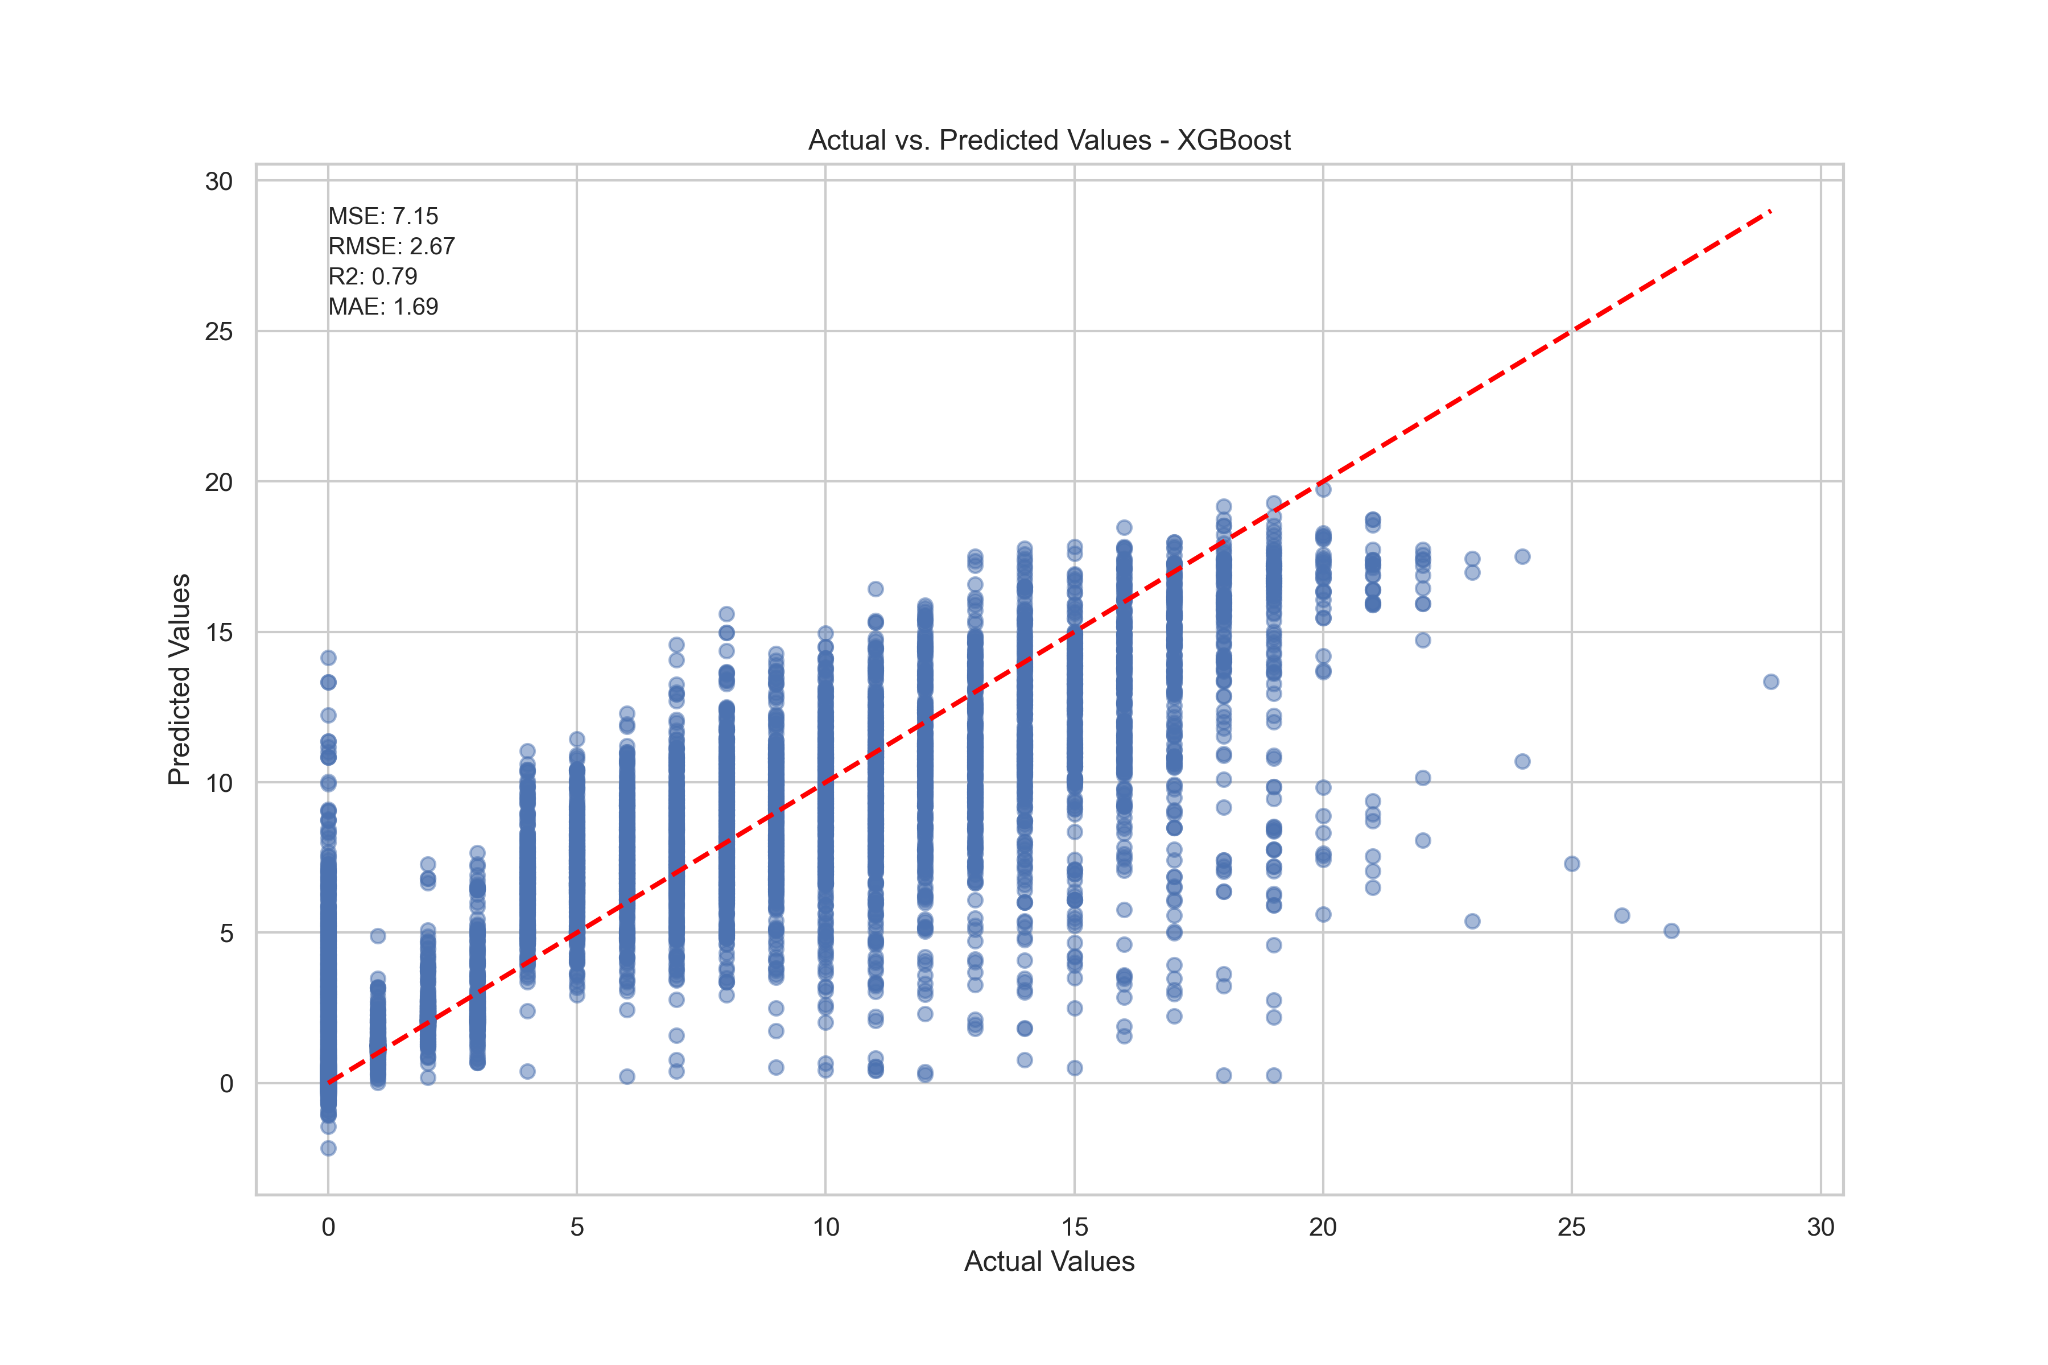 Actual vs. Predicted Values - XGBoost
30
MSE: 7.15
RMSE: 2.67
R2: 0.79
MAE: 1.69
25
20
15
10
5
0
Predicted Values
0 5 10 15 20 25 30
Actual Values